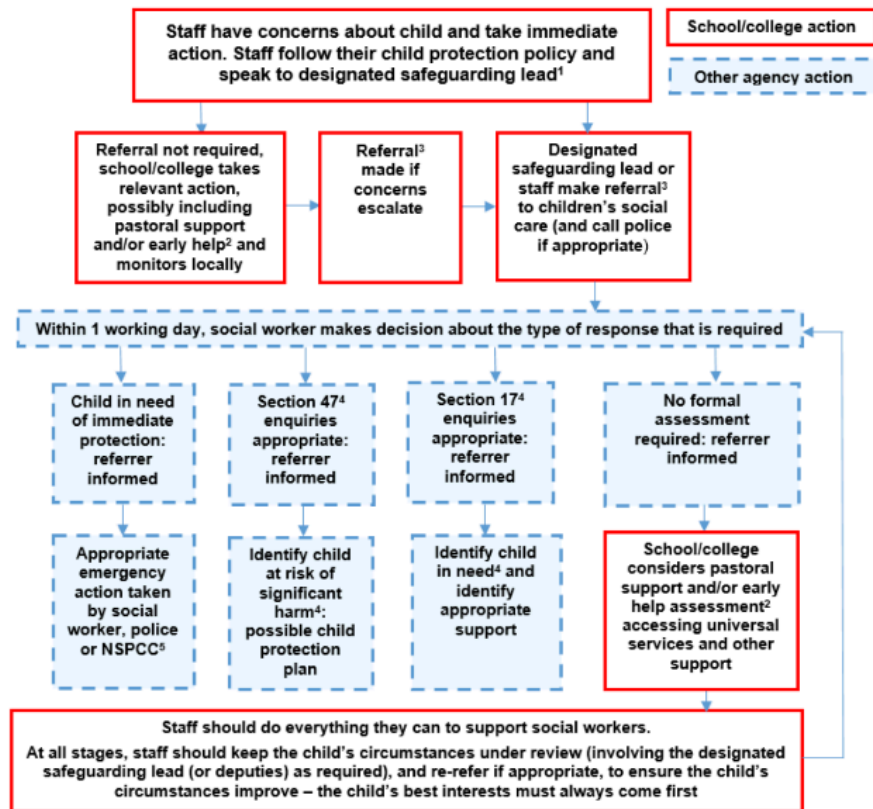 Staff have concerns about child and take immediate
action. Staff follow their child protection policy and
speak to designated safeguarding lead¹
School/college action
Other agency action
Referral not required,
school/college takes
relevant action,
possibly including
pastoral support
and/or early help² and
monitors locally
Referral³
made if
concerns
escalate
Designated
safeguarding lead or
staff make referral³
to children's social
care (and call police
if appropriate)
Within 1 working day, social worker makes decision about the type of response that is required
Child in need
of immediate
protection:
referrer
informed
Section 47⁴
enquiries
appropriate:
referrer
informed
Section 17⁴
enquiries
appropriate:
referrer
informed
No formal
assessment
required: referrer
informed
Appropriate
emergency
action taken
by social
worker, police
or NSPCC⁵
Identify child
at risk of
significant
harm⁴:
possible child
protection
plan
Identify child
in need⁴ and
identify
appropriate
support
School/college
considers pastoral
support and/or early
help assessment²
accessing universal
services and other
support
Staff should do everything they can to support social workers.
At all stages, staff should keep the child's circumstances under review (involving the designated
safeguarding lead (or deputies) as required), and re-refer if appropriate, to ensure the child's
circumstances improve – the child's best interests must always come first